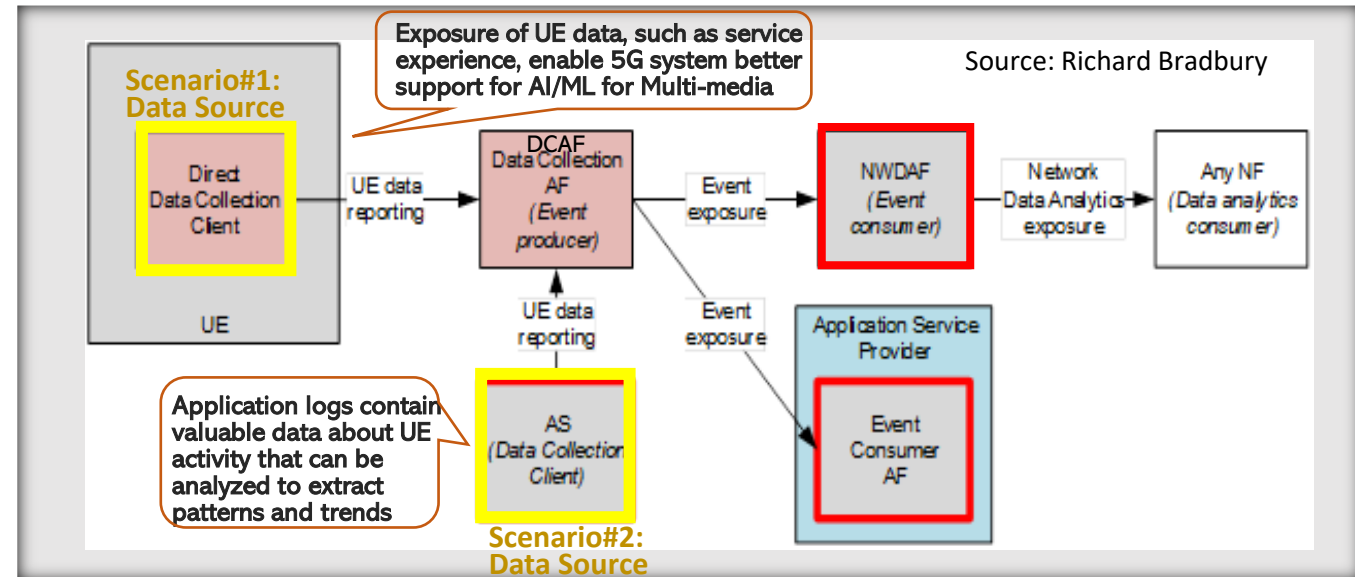 Exposure of UE data, such as service
experience, enable 5G system better
support for AI/ML for Multi-media
Source: Richard Bradbury
Scenario#1:
Data Source
Direct
Data Collection
Client
UE
UE data
reporting
DCAF
Data Collection
AF
(Event
producer)
Event
exposure
NWDAF
(Event
consumer)
Network
Data Analytics
exposure
Any NF
(Data analytics
consumer)
UE data
reporting
Event
exposure
Application Service
Provider
Event
Consumer
AF
Application logs contain
valuable data about UE
activity that can be
analyzed to extract
patterns and trends
AS
(Data Collection
Client)
Scenario#2:
Data Source